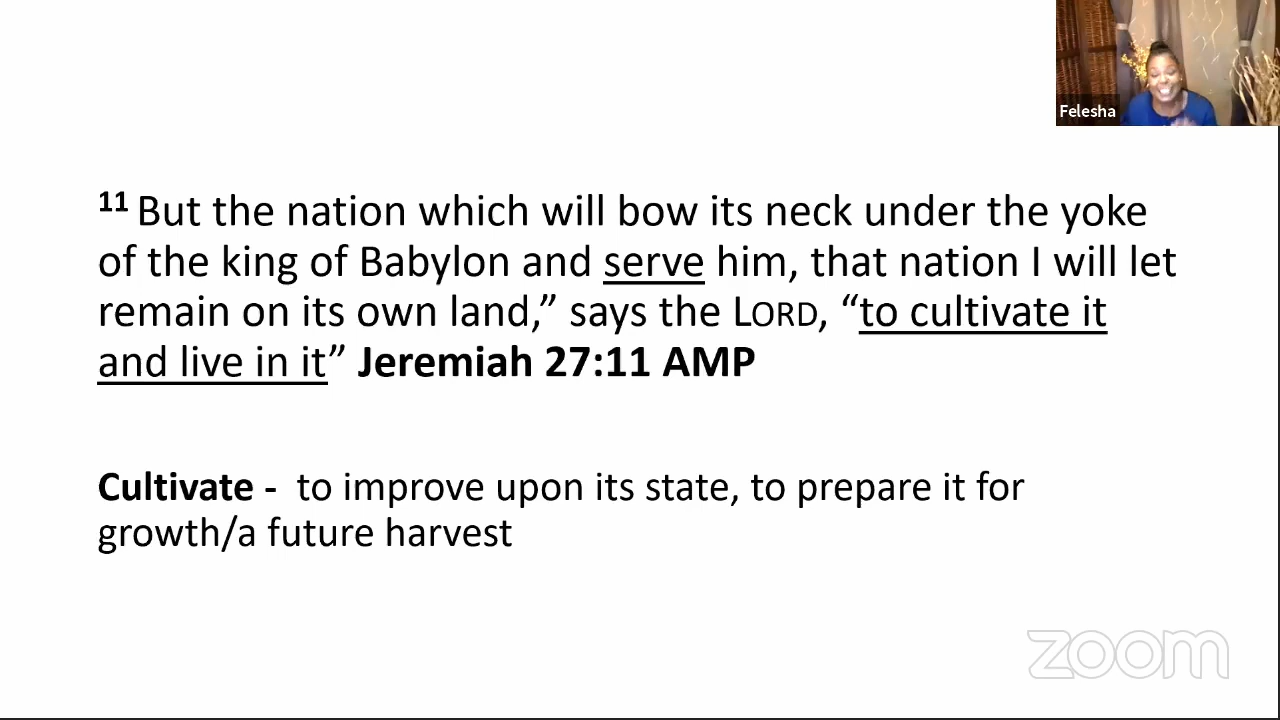 Felesha
11 But the nation which will bow its neck under the yoke
of the king of Babylon and serve him, that nation I will let
remain on its own land,” says the LORD, “to cultivate it
and live in it” Jeremiah 27:11 AMP
Cultivate - to improve upon its state, to prepare it for
growth/a future harvest
zoom